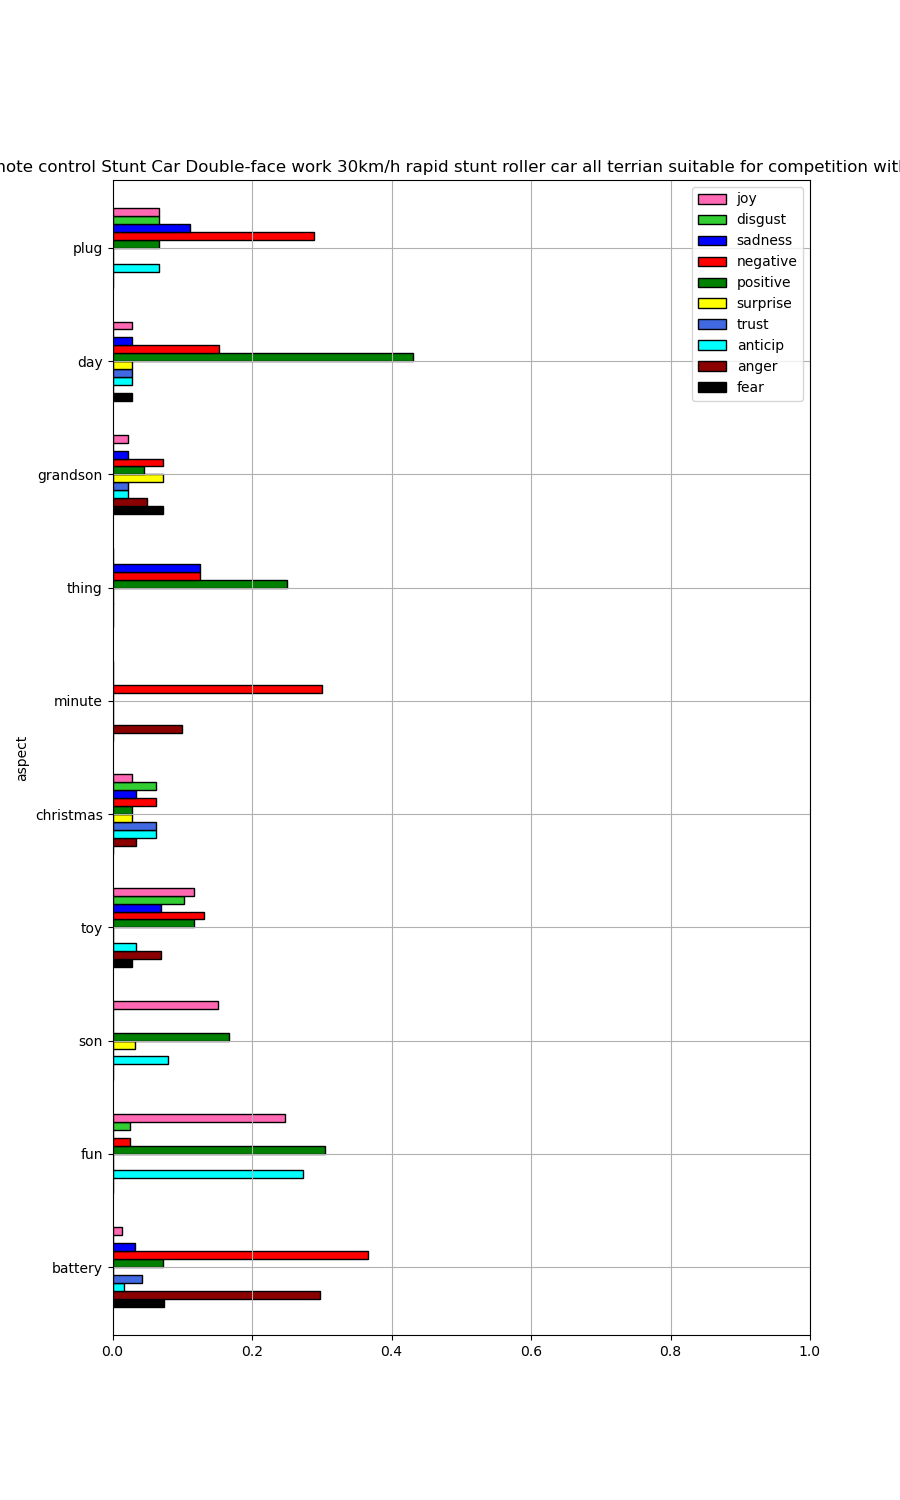 control Stunt Car Double-face work 30km/h rapid stunt roller car all terrian suitable for competition
joy
disgust
sadness
negative
positive
surprise
trust
anticip
anger
fear
plug
day
grandson
thing
minute
christmas
toy
son
fun
battery
aspect
0.0 0.2 0.4 0.6 0.8 1.0